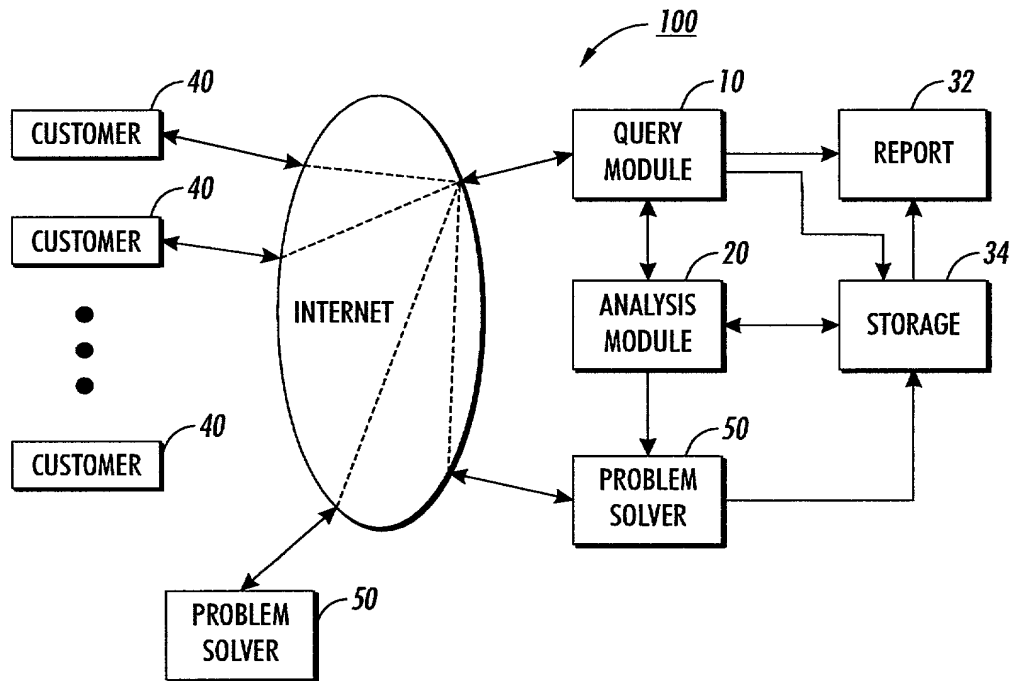 100
40
CUSTOMER
40
CUSTOMER
40
CUSTOMER
INTERNET
10
QUERY
MODULE
32
REPORT
20
ANALYSIS
MODULE
34
STORAGE
50
PROBLEM
SOLVER
50
PROBLEM
SOLVER